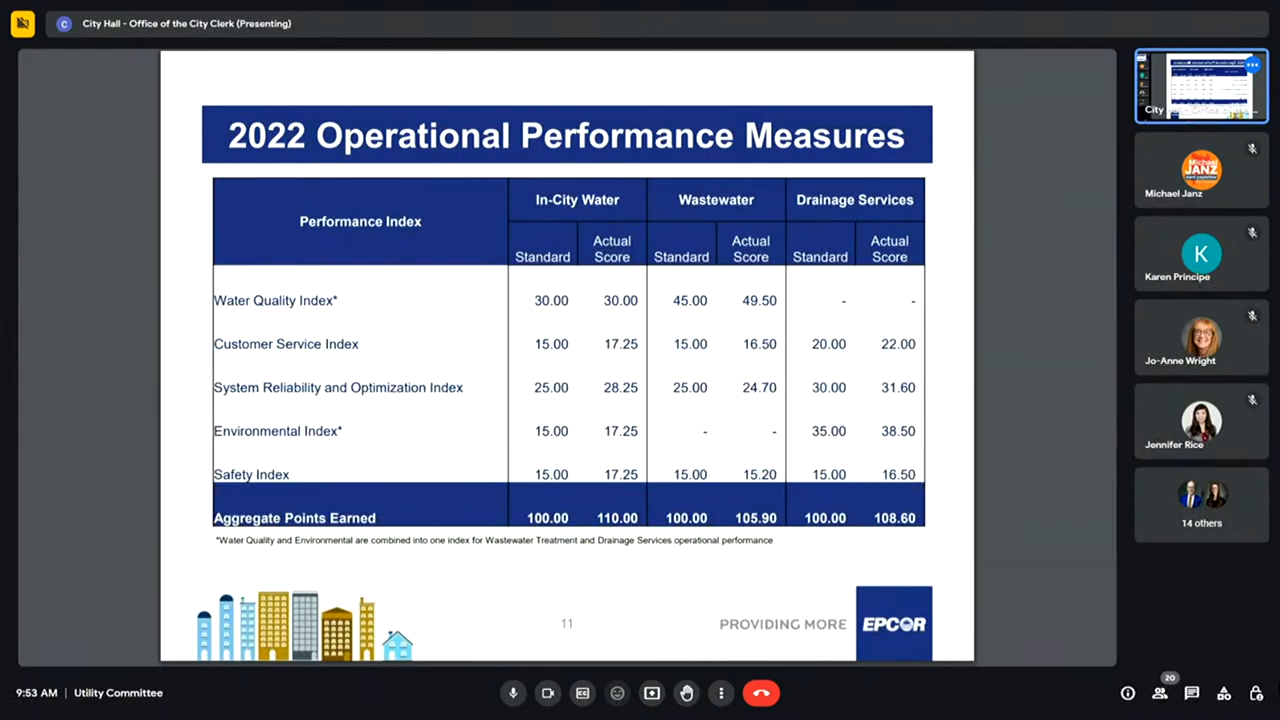 City Hall - Office of the City Clerk (Presenting)
2022 Operational Performance Measures
Performance Index In-City Water Wastewater Drainage Services
Standard Actual Score Standard Actual Score Standard Actual Score
Water Quality Index* 30.00 30.00 45.00 49.50 - -
Customer Service Index 15.00 17.25 15.00 16.50 20.00 22.00
System Reliability and Optimization Index 25.00 28.25 25.00 24.70 30.00 31.60
Environmental Index* 15.00 17.25 - - 35.00 38.50
Safety Index 15.00 17.25 15.00 15.20 15.00 16.50
Aggregate Points Earned 100.00 110.00 100.00 105.90 100.00 108.60
*Water Quality and Environmental are combined into one index for Wastewater Treatment and Drainage Services operational performance
11
PROVIDING MORE
EPCOR
Michael JANZ
Michael Janz
K
Karen Principe
Jo-Anne Wright
Jennifer Rice
14 others
9:53 AM | Utility Committee
20